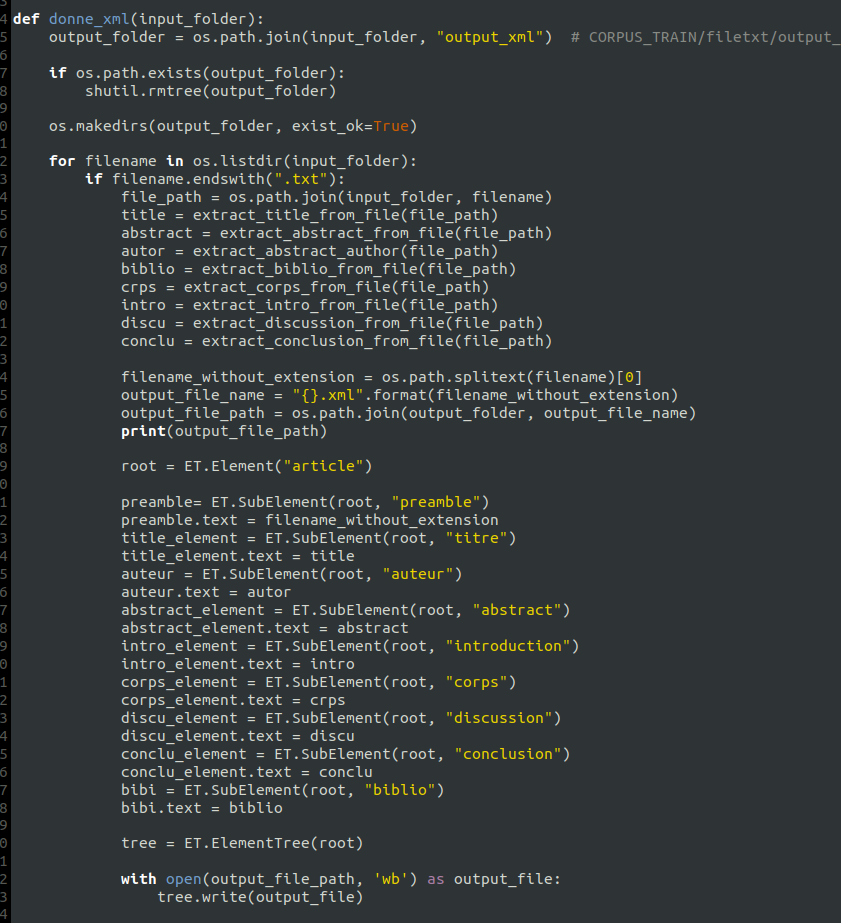 4 def donne_xml(input_folder):
5     output_folder = os.path.join(input_folder, "output_xml")  # CORPUS_TRAIN/filetxt/output_
6
7     if os.path.exists(output_folder):
8         shutil.rmtree(output_folder)
9
0     os.makedirs(output_folder, exist_ok=True)
1
2     for filename in os.listdir(input_folder):
3         if filename.endswith(".txt"):
4             file_path = os.path.join(input_folder, filename)
5             title = extract_title_from_file(file_path)
6             abstract = extract_abstract_from_file(file_path)
7             autor = extract_abstract_author(file_path)
8             biblio = extract_biblio_from_file(file_path)
9             crps = extract_corps_from_file(file_path)
0             intro = extract_intro_from_file(file_path)
1             discu = extract_discussion_from_file(file_path)
2             conclu = extract_conclusion_from_file(file_path)
3
4             filename_without_extension = os.path.splitext(filename)[0]
5             output_file_name = "{}.xml".format(filename_without_extension)
6             output_file_path = os.path.join(output_folder, output_file_name)
7             print(output_file_path)
8
9             root = ET.Element("article")
0
1             preamble= ET.SubElement(root, "preamble")
2             preamble.text = filename_without_extension
3             title_element = ET.SubElement(root, "titre")
4             title_element.text = title
5             auteur = ET.SubElement(root, "auteur")
6             auteur.text = autor
7             abstract_element = ET.SubElement(root, "abstract")
8             abstract_element.text = abstract
9             intro_element = ET.SubElement(root, "introduction")
0             intro_element.text = intro
1             corps_element = ET.SubElement(root, "corps")
2             corps_element.text = crps
3             discu_element = ET.SubElement(root, "discussion")
4             discu_element.text = discu
5             conclu_element = ET.SubElement(root, "conclusion")
6             conclu_element.text = conclu
7             bibi = ET.SubElement(root, "biblio")
8             bibi.text = biblio
9
0             tree = ET.ElementTree(root)
1
2             with open(output_file_path, 'wb') as output_file:
3                 tree.write(output_file)
4